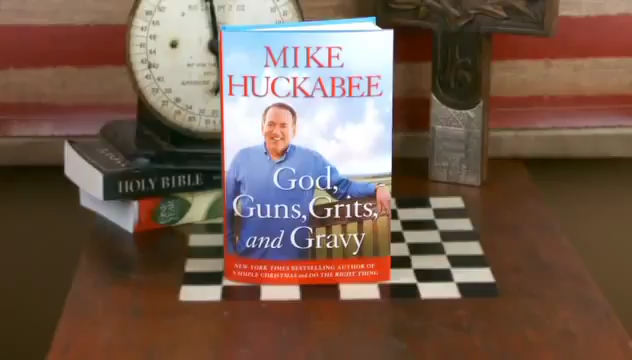 MIKE
HUCKABEE
God,
Guns, Grits,
and Gravy
NEW YORK TIMES BESTSELLING AUTHOR OF
A SIMPLE CHRISTMAS AND DO THE RIGHT THING
HOLY BIBLE